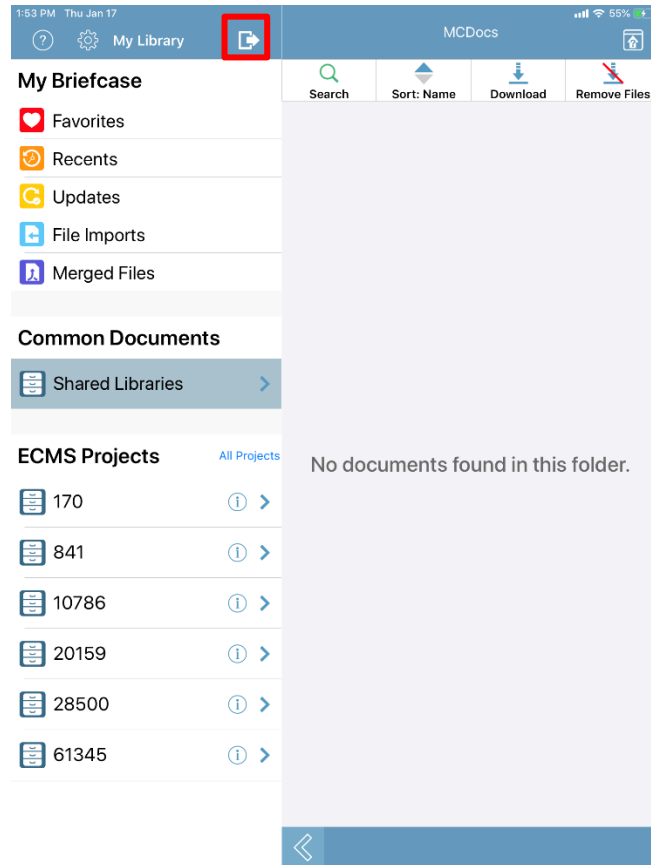 1:53 PM Thu Jan 17
55%
? My Library
MCDocs
My Briefcase
Search
Sort: Name
Download
Remove Files
Favorites
Recents
Updates
File Imports
Merged Files
Common Documents
Shared Libraries
ECMS Projects
All Projects
No documents found in this folder.
170
841
10786
20159
28500
61345